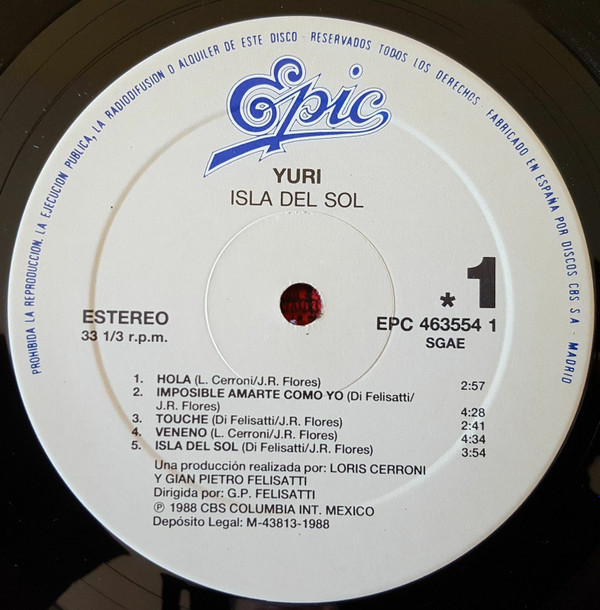 PROHIBIDA LA REPRODUCCION, LA EJECUCION PUBLICA, LA RADIODIFUSION O ALQUILER DE ESTE DISCO - RESERVADOS TODOS LOS DERECHOS - FABRICADO EN ESPAÑA POR DISCOS CBS S.A. - MADRID
Epic
YURI
ISLA DEL SOL
* 1
ESTEREO
33 1/3 r.p.m.
EPC 463554 1
SGAE
1. HOLA (L. Cerroni/J.R. Flores) 2:57
2. IMPOSIBLE AMARTE COMO YO (Di Felisatti/
J.R. Flores) 4:28
3. TOUCHE (Di Felisatti/J.R. Flores) 2:41
4. VENENO (L. Cerroni/J.R. Flores) 4:34
5. ISLA DEL SOL (Di Felisatti/J.R. Flores) 3:54
Una producción realizada por: LORIS CERRONI
Y GIAN PIETRO FELISATTI
Dirigida por: G.P. FELISATTI
℗ 1988 CBS COLUMBIA INT. MEXICO
Depósito Legal: M-43813-1988